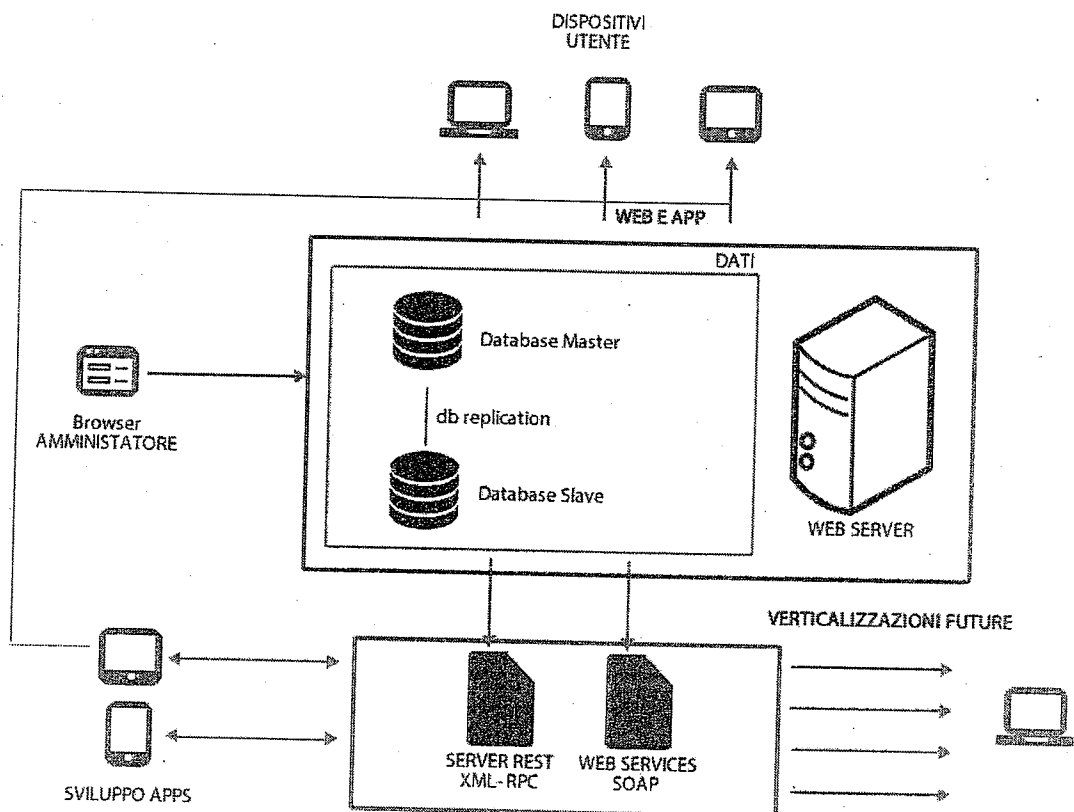 DISPOSITIVI
UTENTE
WEB E APP
DATI
Database Master
db replication
Database Slave
WEB SERVER
Browser
AMMINISTATORE
VERTICALIZZAZIONI FUTURE
SERVER REST
XML-RPC
WEB SERVICES
SOAP
SVILUPPO APPS